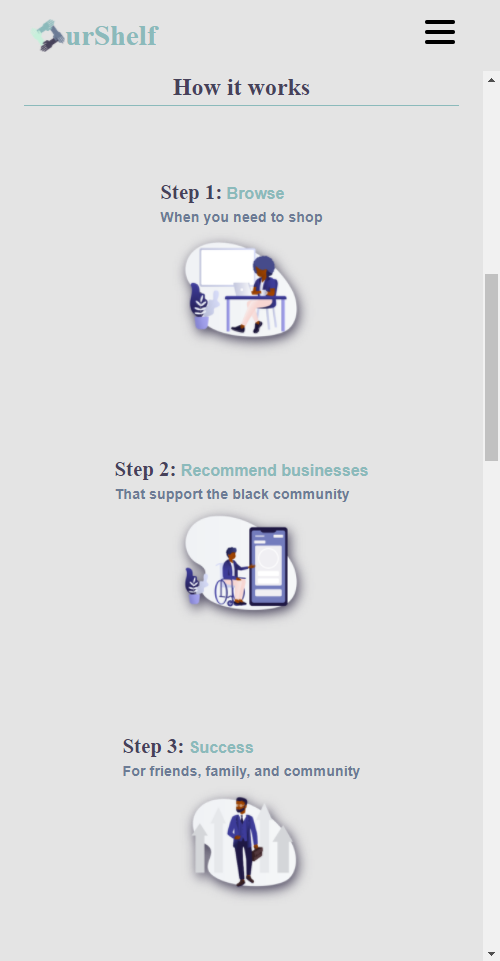 urShelf
How it works
Step 1: Browse
When you need to shop
Step 2: Recommend businesses
That support the black community
Step 3: Success
For friends, family, and community